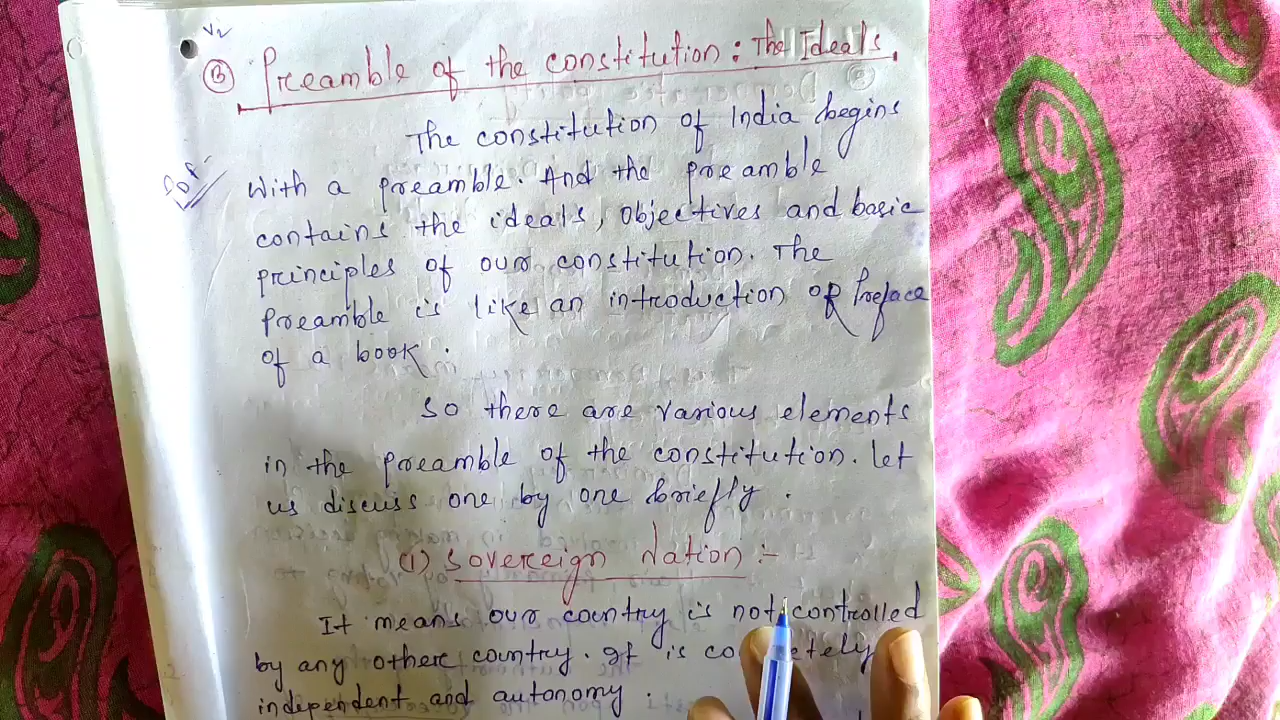 V2
(B) Preamble of the constitution: The Ideals.
The constitution of India begins
Def
with a preamble. And the preamble
contains the ideals, objectives and basic
principles of our constitution. The
Preamble is like an introduction or Preface
of a book.
So there are various elements
in the preamble of the constitution. let
us discuss one by one briefly.
(1) Sovereign Nation :-
It means our country is not controlled
by any other country. It is
independent and autonomy.